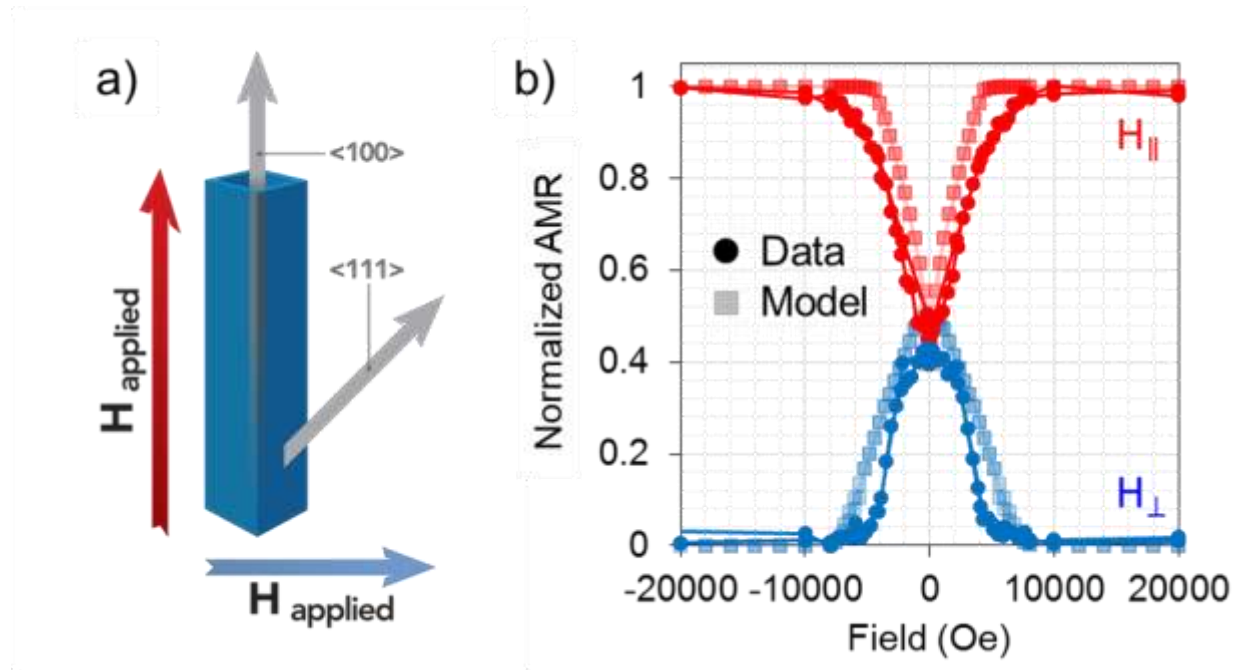 a)
<100>
<111>
H applied
H applied
b)
Normalized AMR
1
0.8
0.6
0.4
0.2
0
H∥
Data
Model
H⊥
-20000 -10000 0 10000 20000
Field (Oe)